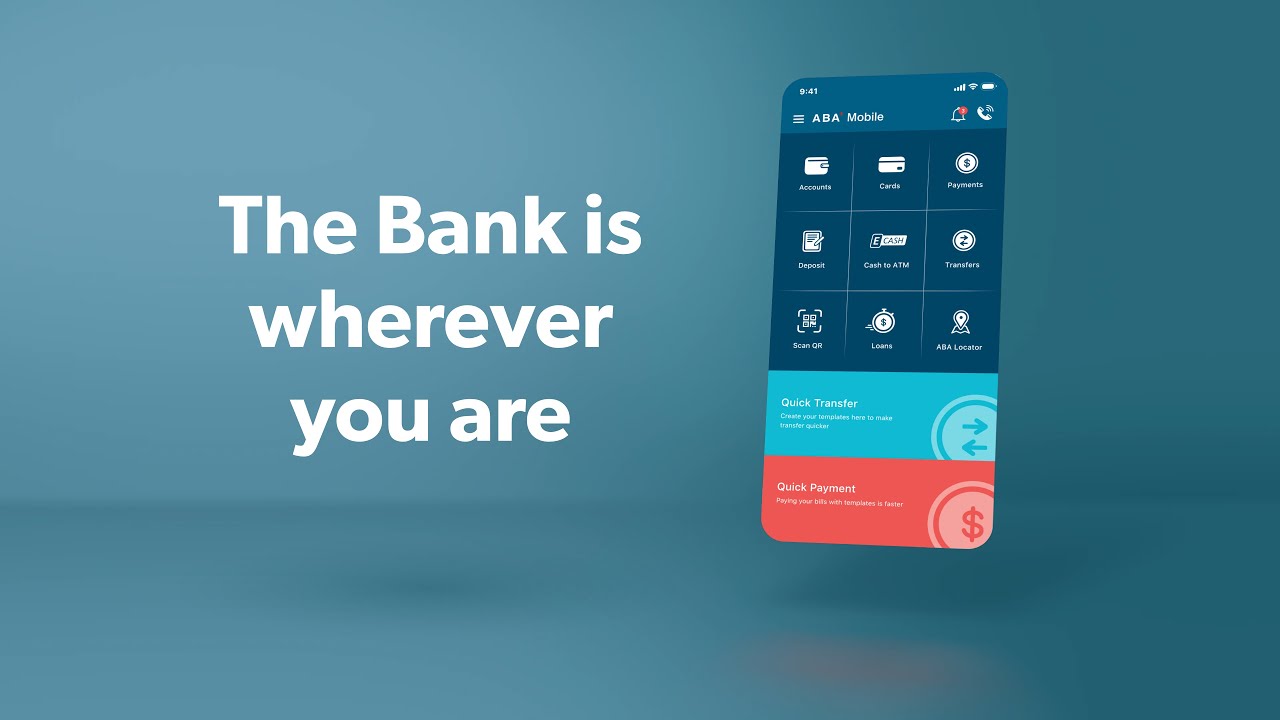 The Bank is
wherever
you are
9:41
ABA' Mobile
3
Accounts
Cards
Payments
Deposit
E CASH
Cash to ATM
Transfers
Scan QR
Loans
ABA Locator
Quick Transfer
Create your templates here to make
transfer quicker
Quick Payment
Paying your bills with templates is faster